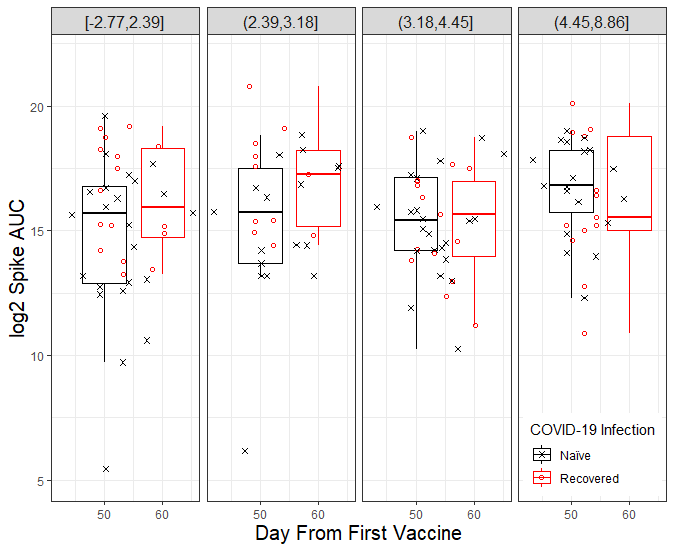 [-2.77,2.39] (2.39,3.18] (3.18,4.45] (4.45,8.86]
20
15
10
5
log2 Spike AUC
COVID-19 Infection
Naïve
Recovered
50 60 50 60 50 60 50 60
Day From First Vaccine